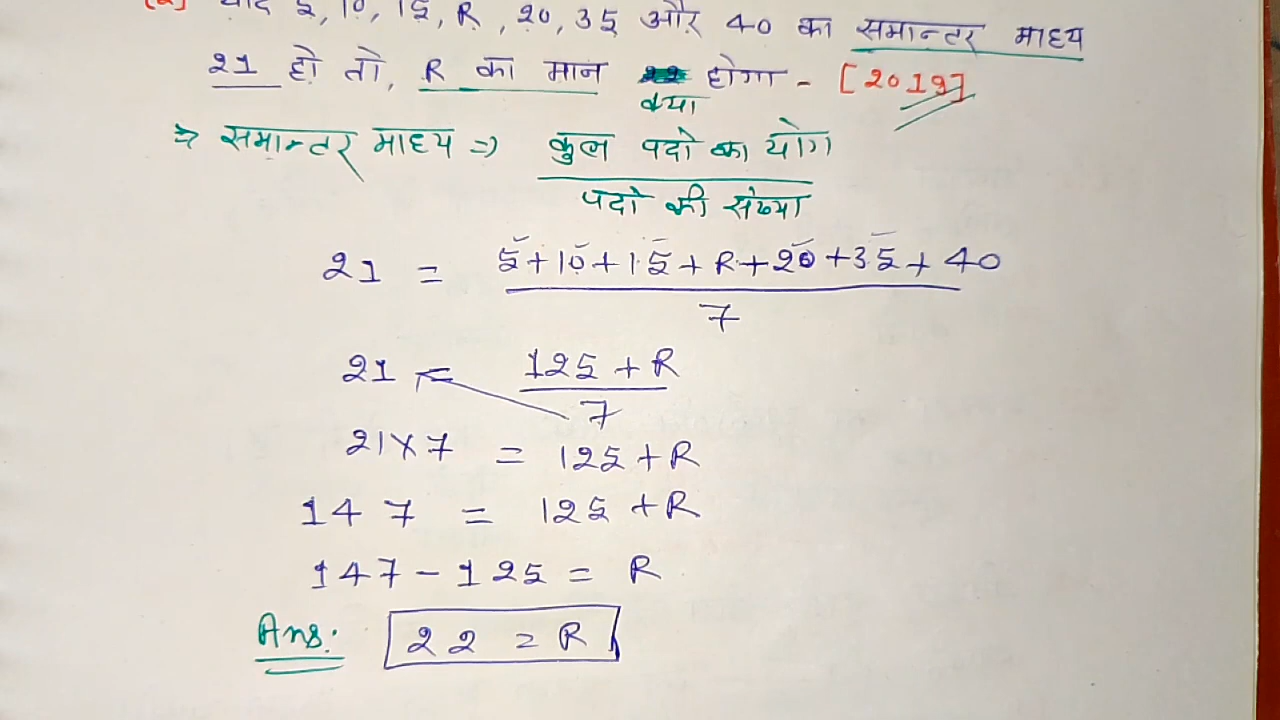 (2) यदि 5, 10, 15, R, 20, 35 और 40 का समान्तर माध्य
21 हो तो, R का मान क्या होगा - [2019]
⇒ समान्तर माध्य ⇒ कुल पदो का योग
पदो की संख्या
21 = 5+10+15+R+20+35+40
7
21 = 125+R
7
21×7 = 125+R
147 = 125+R
147-125 = R
Ans: 22 = R